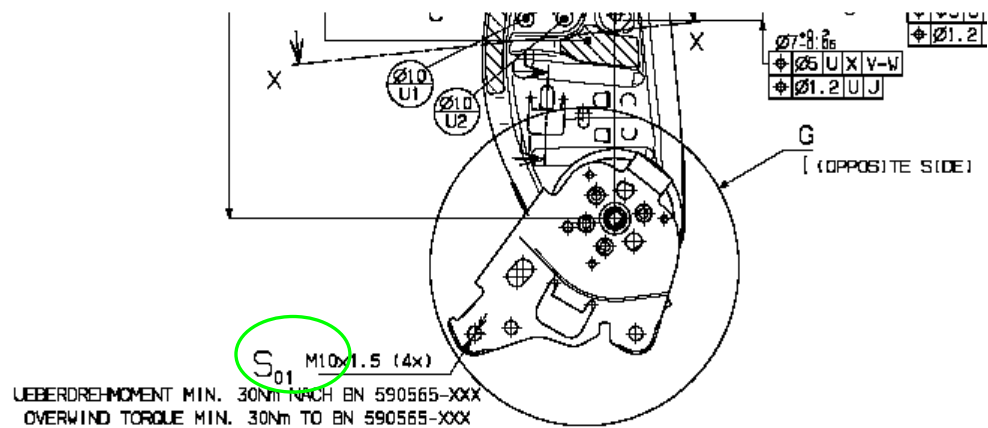 Ø7
X
X
Ø10
U1
Ø10
U2
Ø5 U X V-W
Ø1.2 U J
Ø1.2
G
[ (OPPOSITE SIDE)
S01 M10x1.5 (4x)
UEBERDREHMOMENT MIN. 30Nm NACH BN 590565-XXX
OVERWIND TORQUE MIN. 30Nm TO BN 590565-XXX